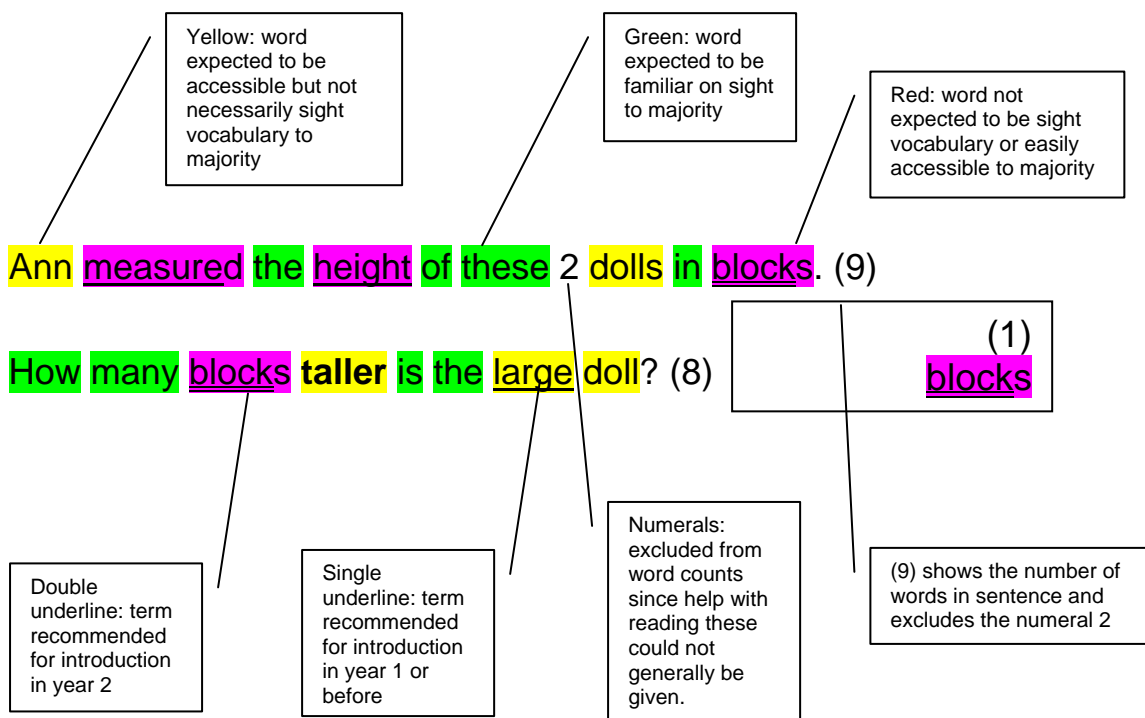 Yellow: word
expected to be
accessible but not
necessarily sight
vocabulary to
majority
Green: word
expected to be
familiar on sight
to majority
Red: word not
expected to be sight
vocabulary or easily
accessible to majority
Ann measured the height of these 2 dolls in blocks. (9)
How many blocks taller is the large doll? (8)
(1)
blocks
Double
underline: term
recommended
for introduction
in year 2
Single
underline: term
recommended
for introduction
in year 1 or
before
Numerals:
excluded from
word counts
since help with
reading these
could not
generally be
given.
(9) shows the number of
words in sentence and
excludes the numeral 2